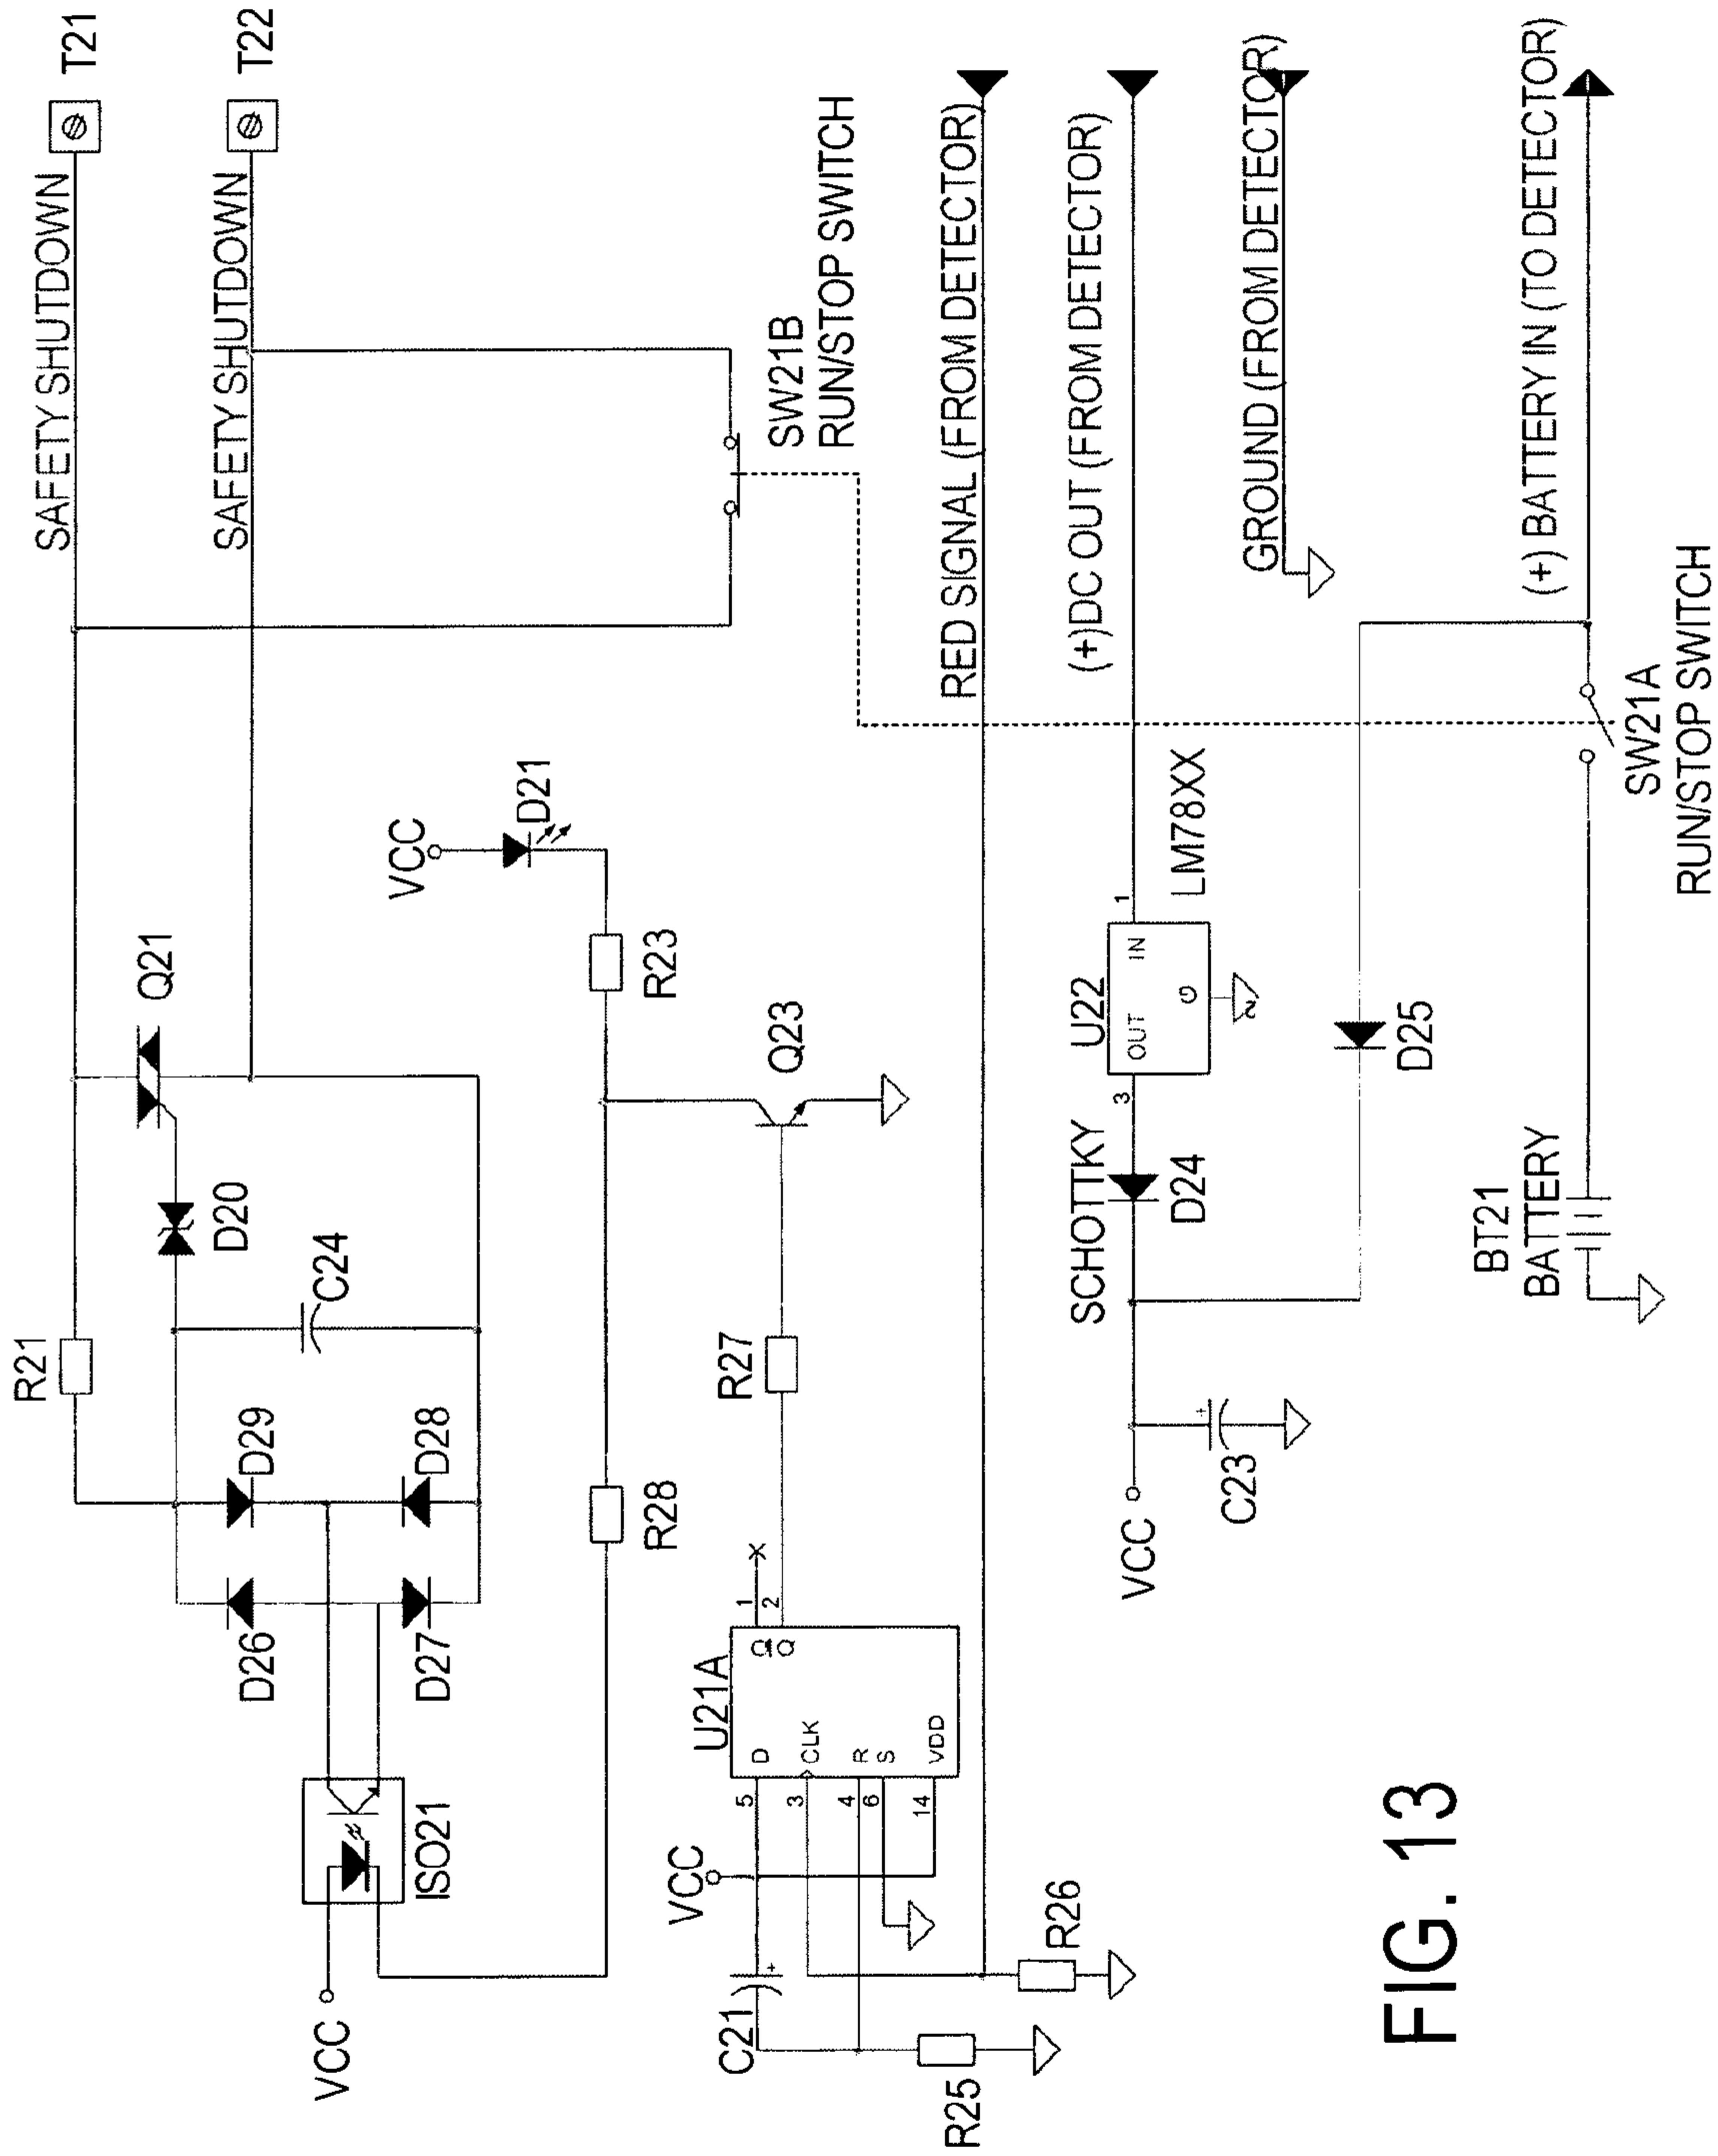 SAFETY SHUTDOWN
T21
SAFETY SHUTDOWN
T22
R21
Q21
D20
C24
D29
D28
D26
D27
ISO21
VCC
VCC
D21
R23
R28
Q23
R27
SW21B
RUN/STOP SWITCH
RED SIGNAL (FROM DETECTOR)
(+)DC OUT (FROM DETECTOR)
GROUND (FROM DETECTOR)
(+) BATTERY IN (TO DETECTOR)
U21A
D
CLK
R
S
VDD
Q
Q
5
3
4
6
14
1
2
VCC
C21
+
R25
R26
VCC
C23
+
SCHOTTKY
D24
U22
OUT
IN
G
3
1
LM78XX
D25
BT21
BATTERY
SW21A
RUN/STOP SWITCH
FIG. 13